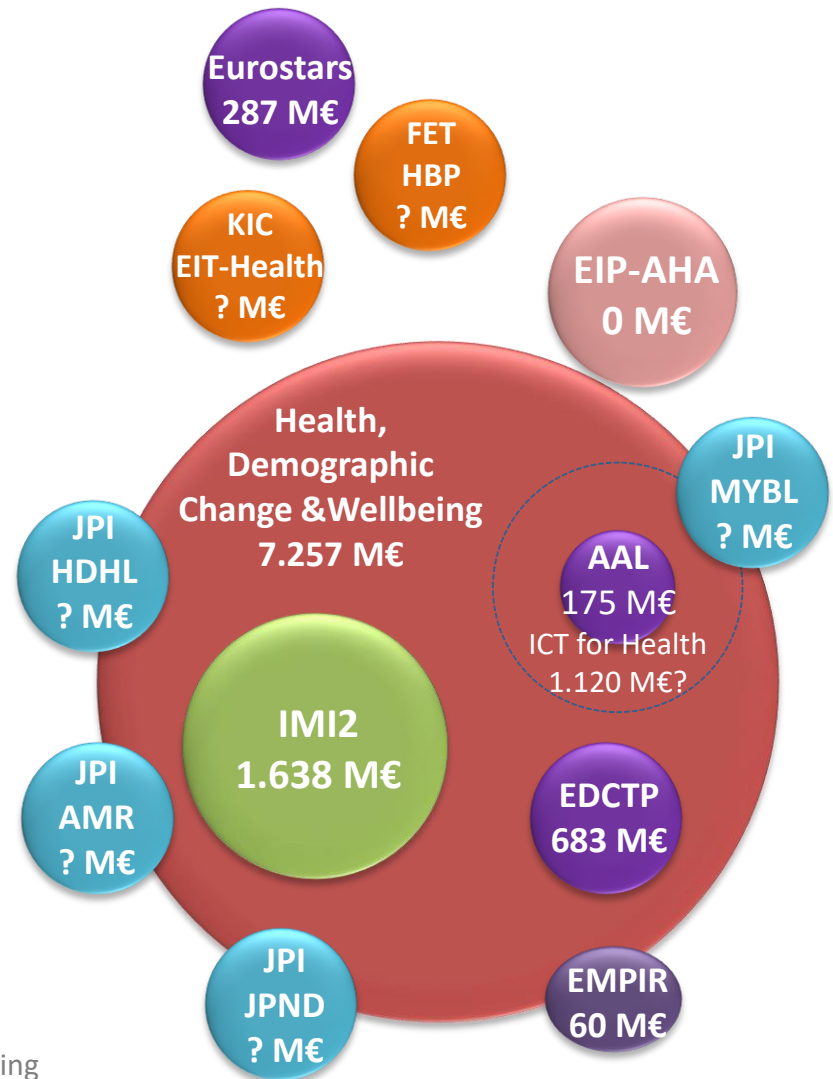 Eurostars
287 M€
FET
HBP
? M€
KIC
EIT-Health
? M€
EIP-AHA
0 M€
Health,
Demographic
Change &Wellbeing
7.257 M€
JPI
MYBL
? M€
JPI
HDHL
? M€
AAL
175 M€
ICT for Health
1.120 M€?
IMI2
1.638 M€
EDCTP
683 M€
JPI
AMR
? M€
JPI
JPND
? M€
EMPIR
60 M€
ing